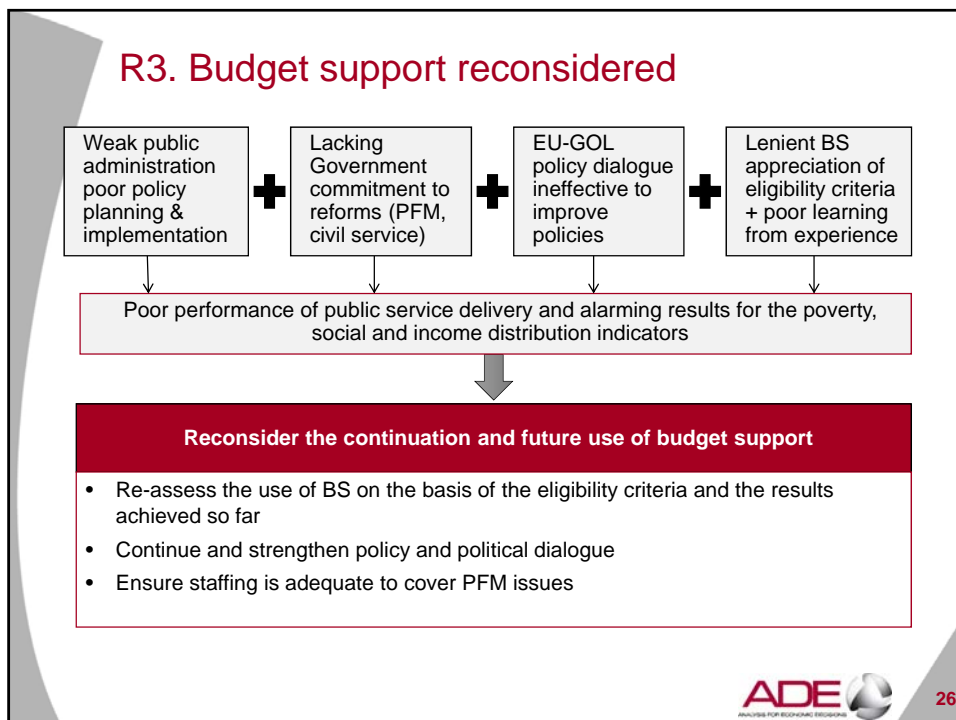 R3. Budget support reconsidered
Weak public
administration
poor policy
planning &
implementation
Lacking
Government
commitment to
reforms (PFM,
civil service)
EU-GOL
policy dialogue
ineffective to
improve
policies
Lenient BS
appreciation of
eligibility criteria
+ poor learning
from experience
Poor performance of public service delivery and alarming results for the poverty,
social and income distribution indicators
Reconsider the continuation and future use of budget support
• Re-assess the use of BS on the basis of the eligibility criteria and the results
achieved so far
• Continue and strengthen policy and political dialogue
• Ensure staffing is adequate to cover PFM issues
ADE
ANALYSIS FOR ECONOMIC DECISIONS
26